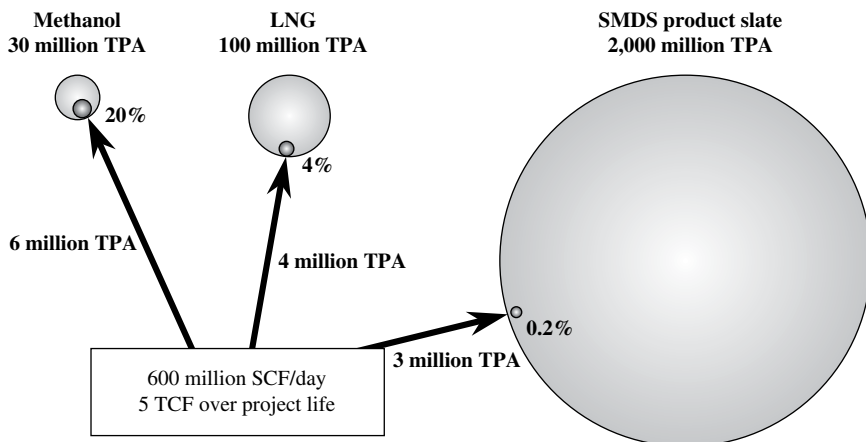 Methanol
30 million TPA
LNG
100 million TPA
SMDS product slate
2,000 million TPA
20%
4%
6 million TPA
4 million TPA
0.2%
3 million TPA
600 million SCF/day
5 TCF over project life